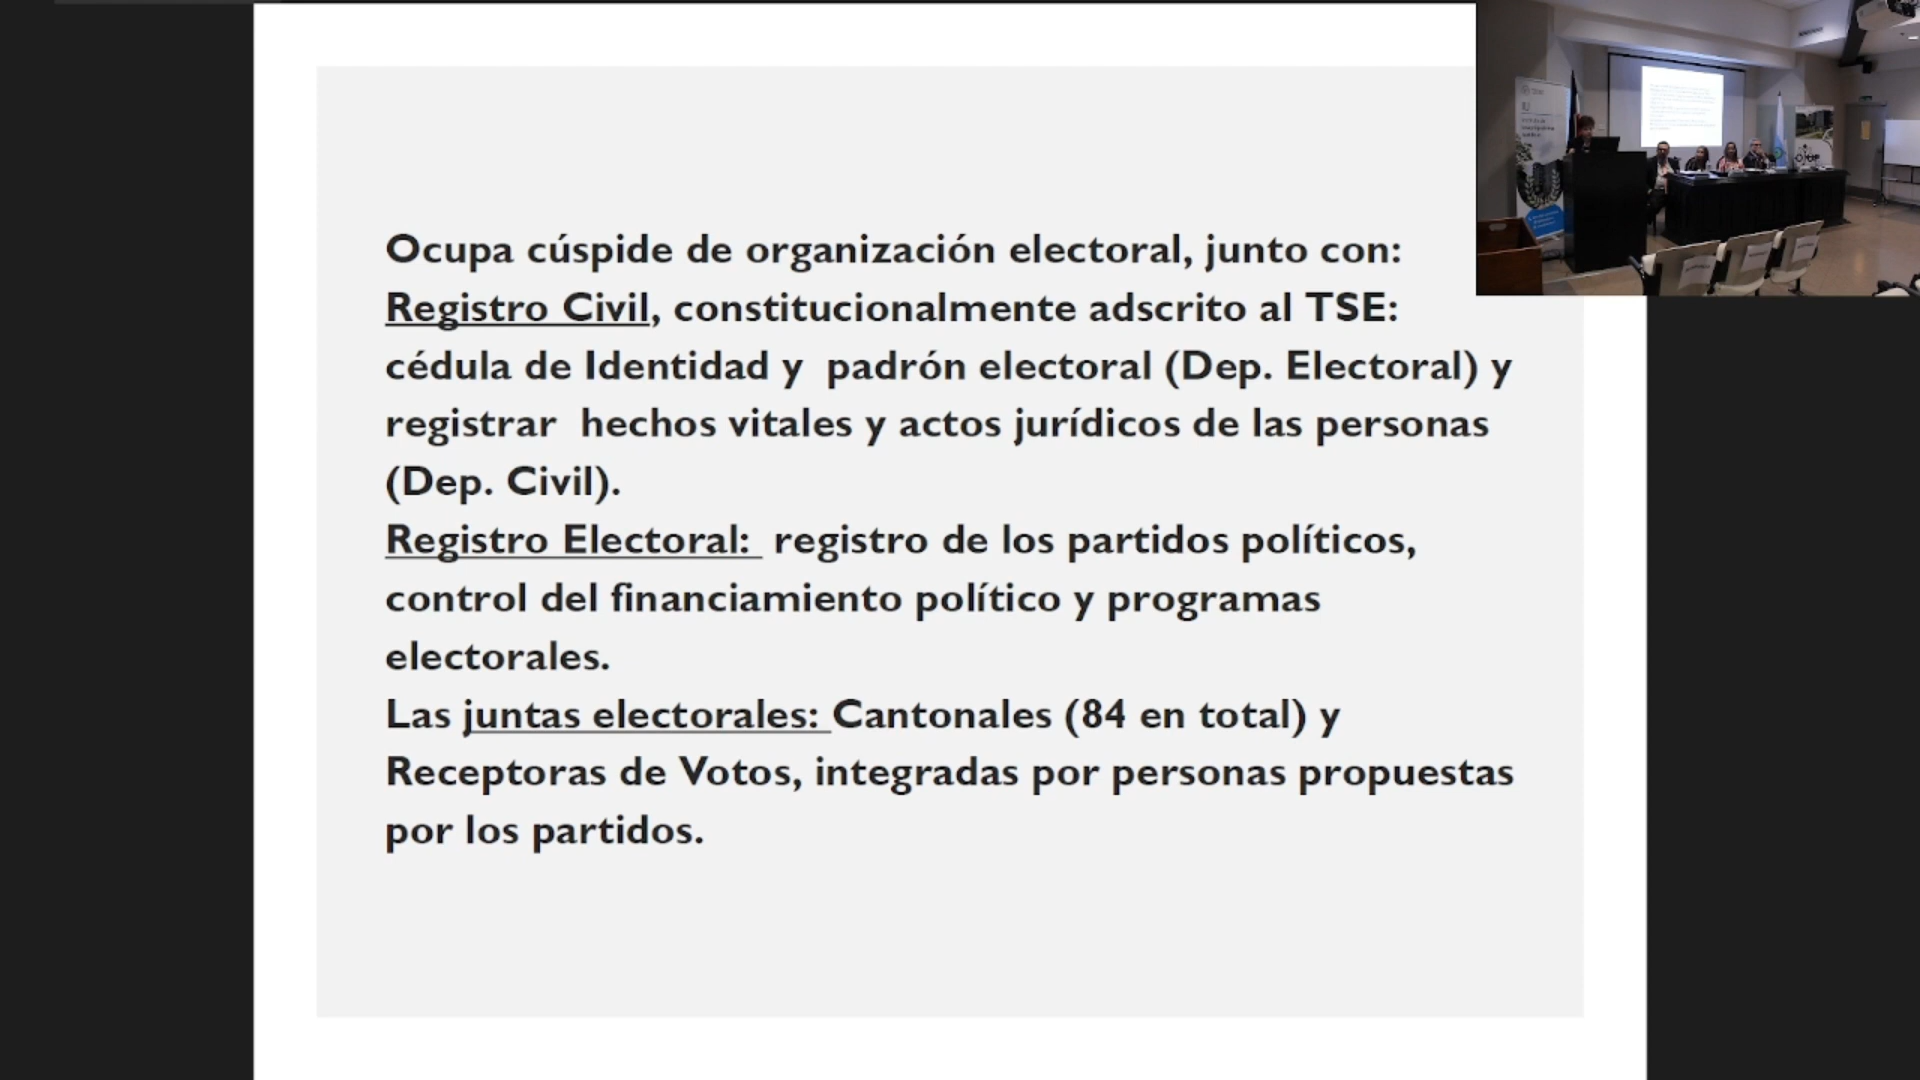 Ocupa cúspide de organización electoral, junto con:
Registro Civil, constitucionalmente adscrito al TSE:
cédula de Identidad y  padrón electoral (Dep. Electoral) y
registrar  hechos vitales y actos jurídicos de las personas
(Dep. Civil).
Registro Electoral:  registro de los partidos políticos,
control del financiamiento político y programas
electorales.
Las juntas electorales: Cantonales (84 en total) y
Receptoras de Votos, integradas por personas propuestas
por los partidos.